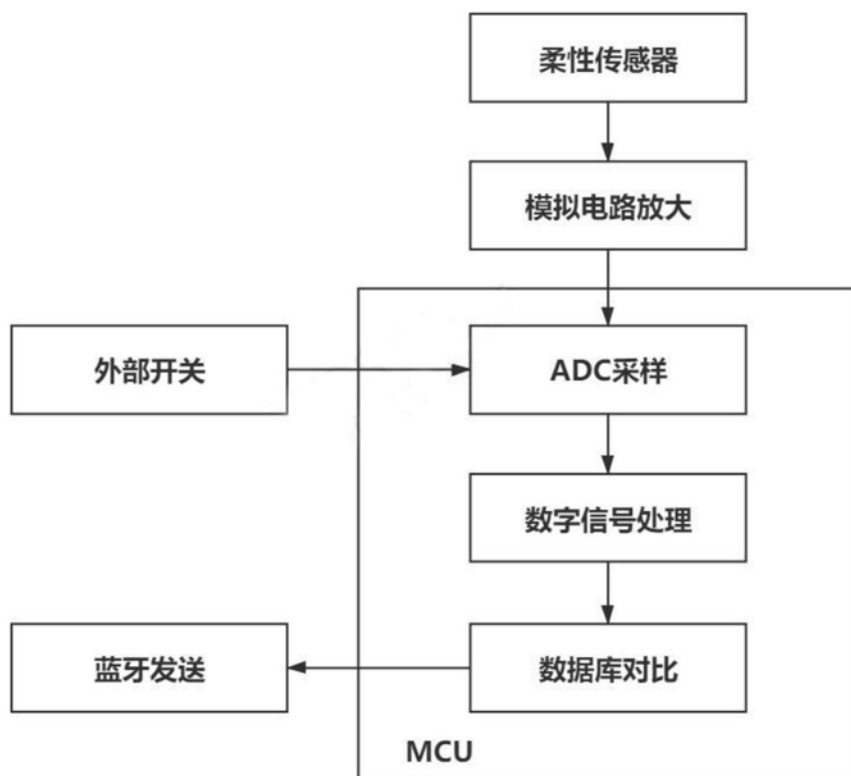 柔性传感器
模拟电路放大
外部开关
ADC采样
数字信号处理
蓝牙发送
数据库对比
MCU